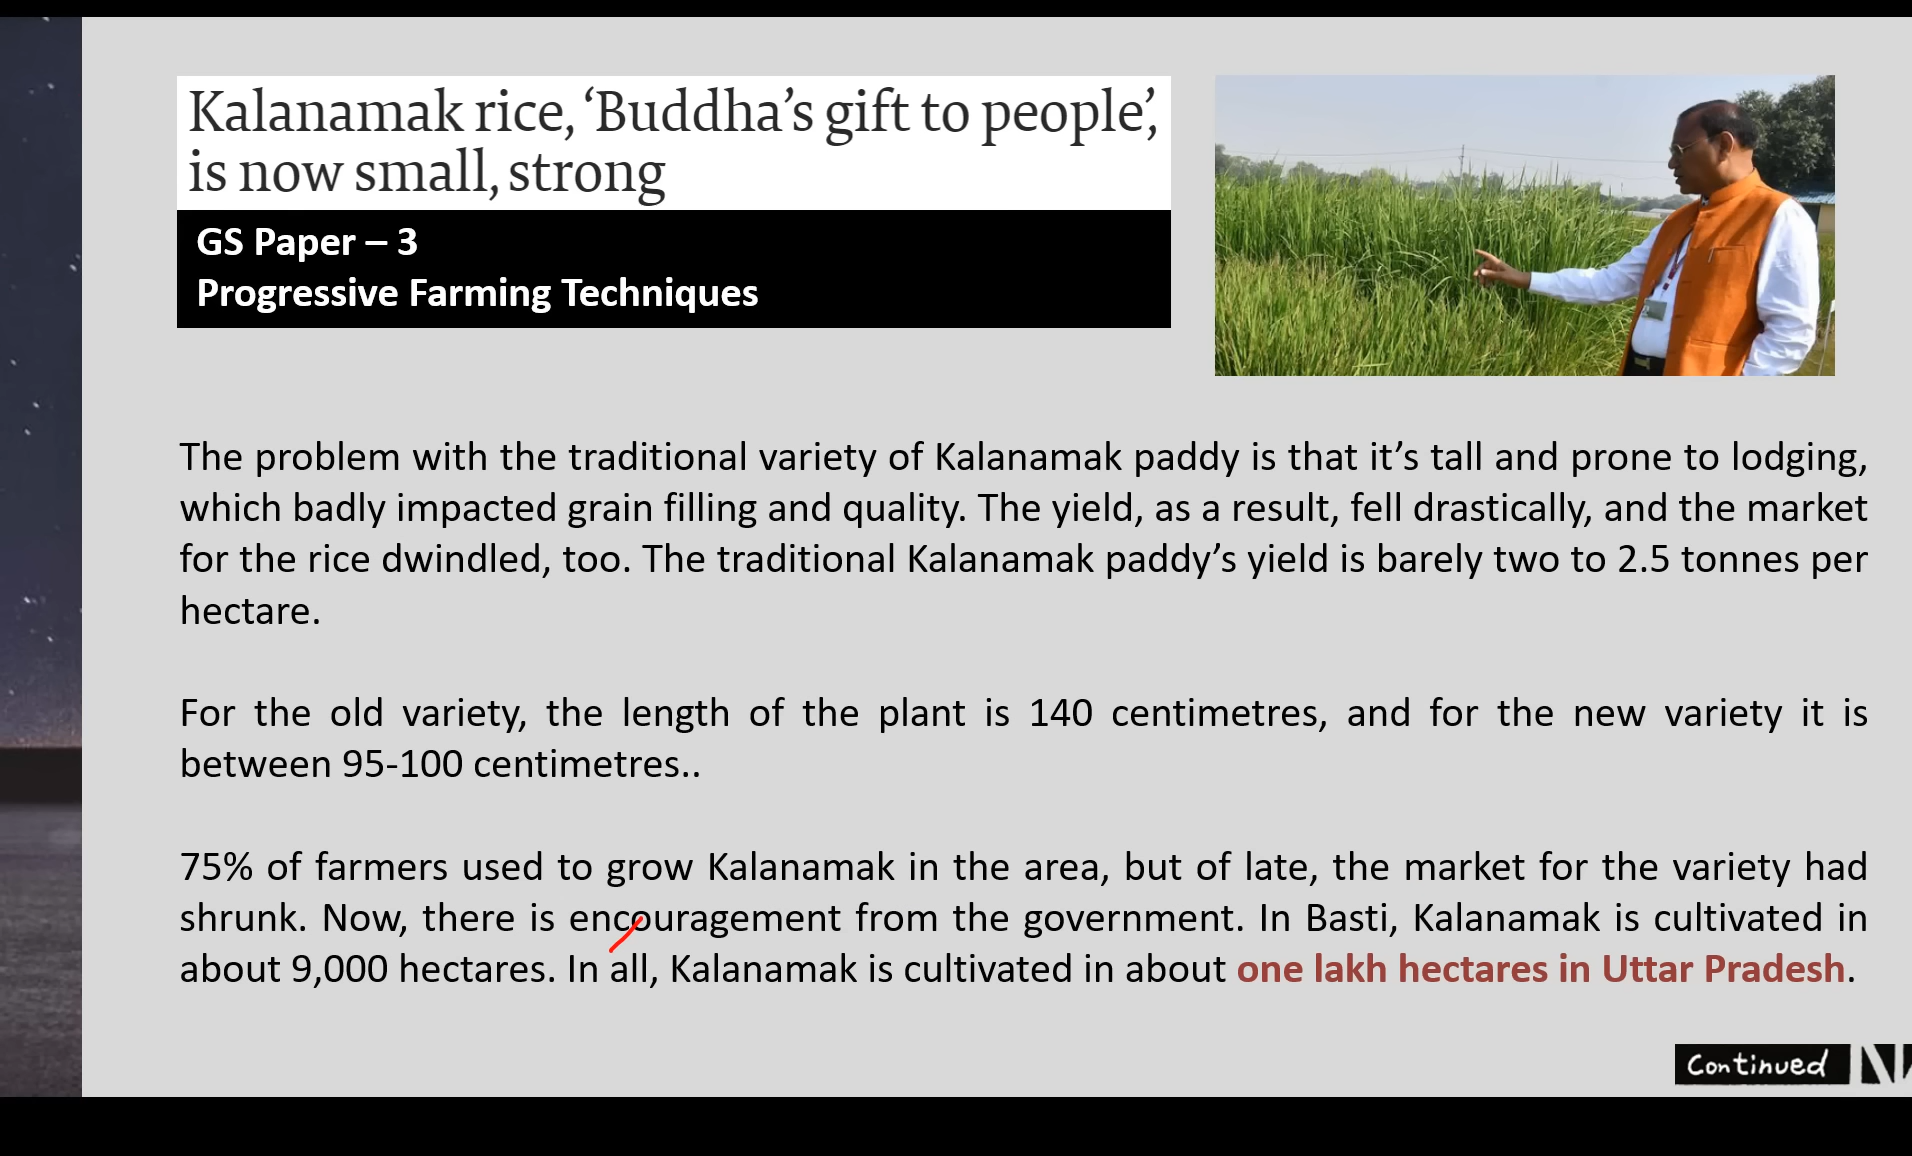 Kalanamak rice, ‘Buddha’s gift to people’,
is now small, strong
GS Paper – 3
Progressive Farming Techniques
The problem with the traditional variety of Kalanamak paddy is that it’s tall and prone to lodging,
which badly impacted grain filling and quality. The yield, as a result, fell drastically, and the market
for the rice dwindled, too. The traditional Kalanamak paddy’s yield is barely two to 2.5 tonnes per
hectare.
For the old variety, the length of the plant is 140 centimetres, and for the new variety it is
between 95-100 centimetres..
75% of farmers used to grow Kalanamak in the area, but of late, the market for the variety had
shrunk. Now, there is encouragement from the government. In Basti, Kalanamak is cultivated in
about 9,000 hectares. In all, Kalanamak is cultivated in about one lakh hectares in Uttar Pradesh.
Continued